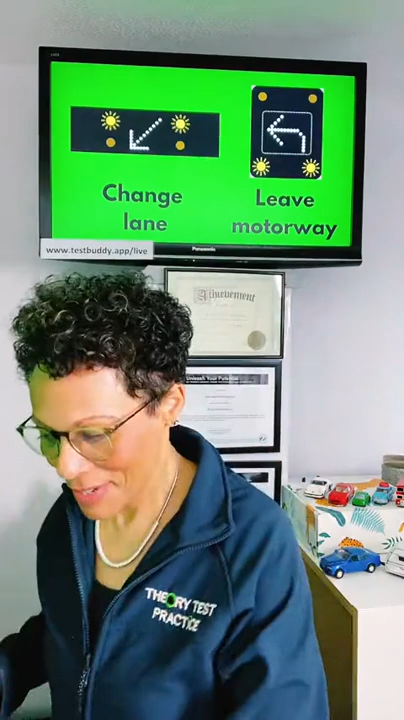 Change
lane
Leave
motorway
www.testbuddy.app/live
Panasonic
Achievement
Unleash Your Potential
THEORY TEST
PRACTICE